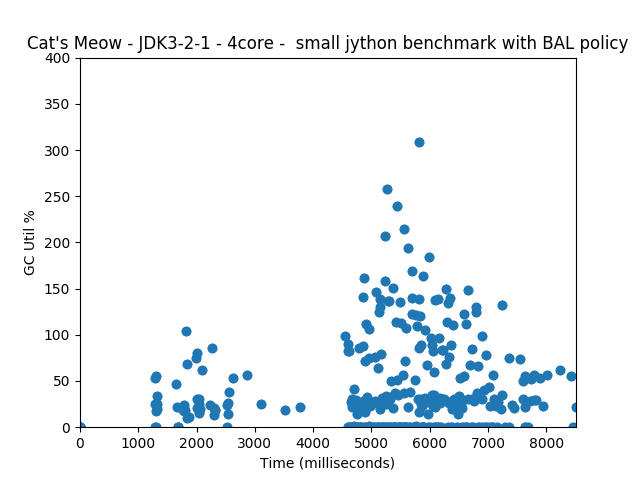 Cat's Meow - JDK3-2-1 - 4core -  small jython benchmark with BAL policy
400
350
300
250
200
150
100
50
0
GC Util %
0 1000 2000 3000 4000 5000 6000 7000 8000
Time (milliseconds)